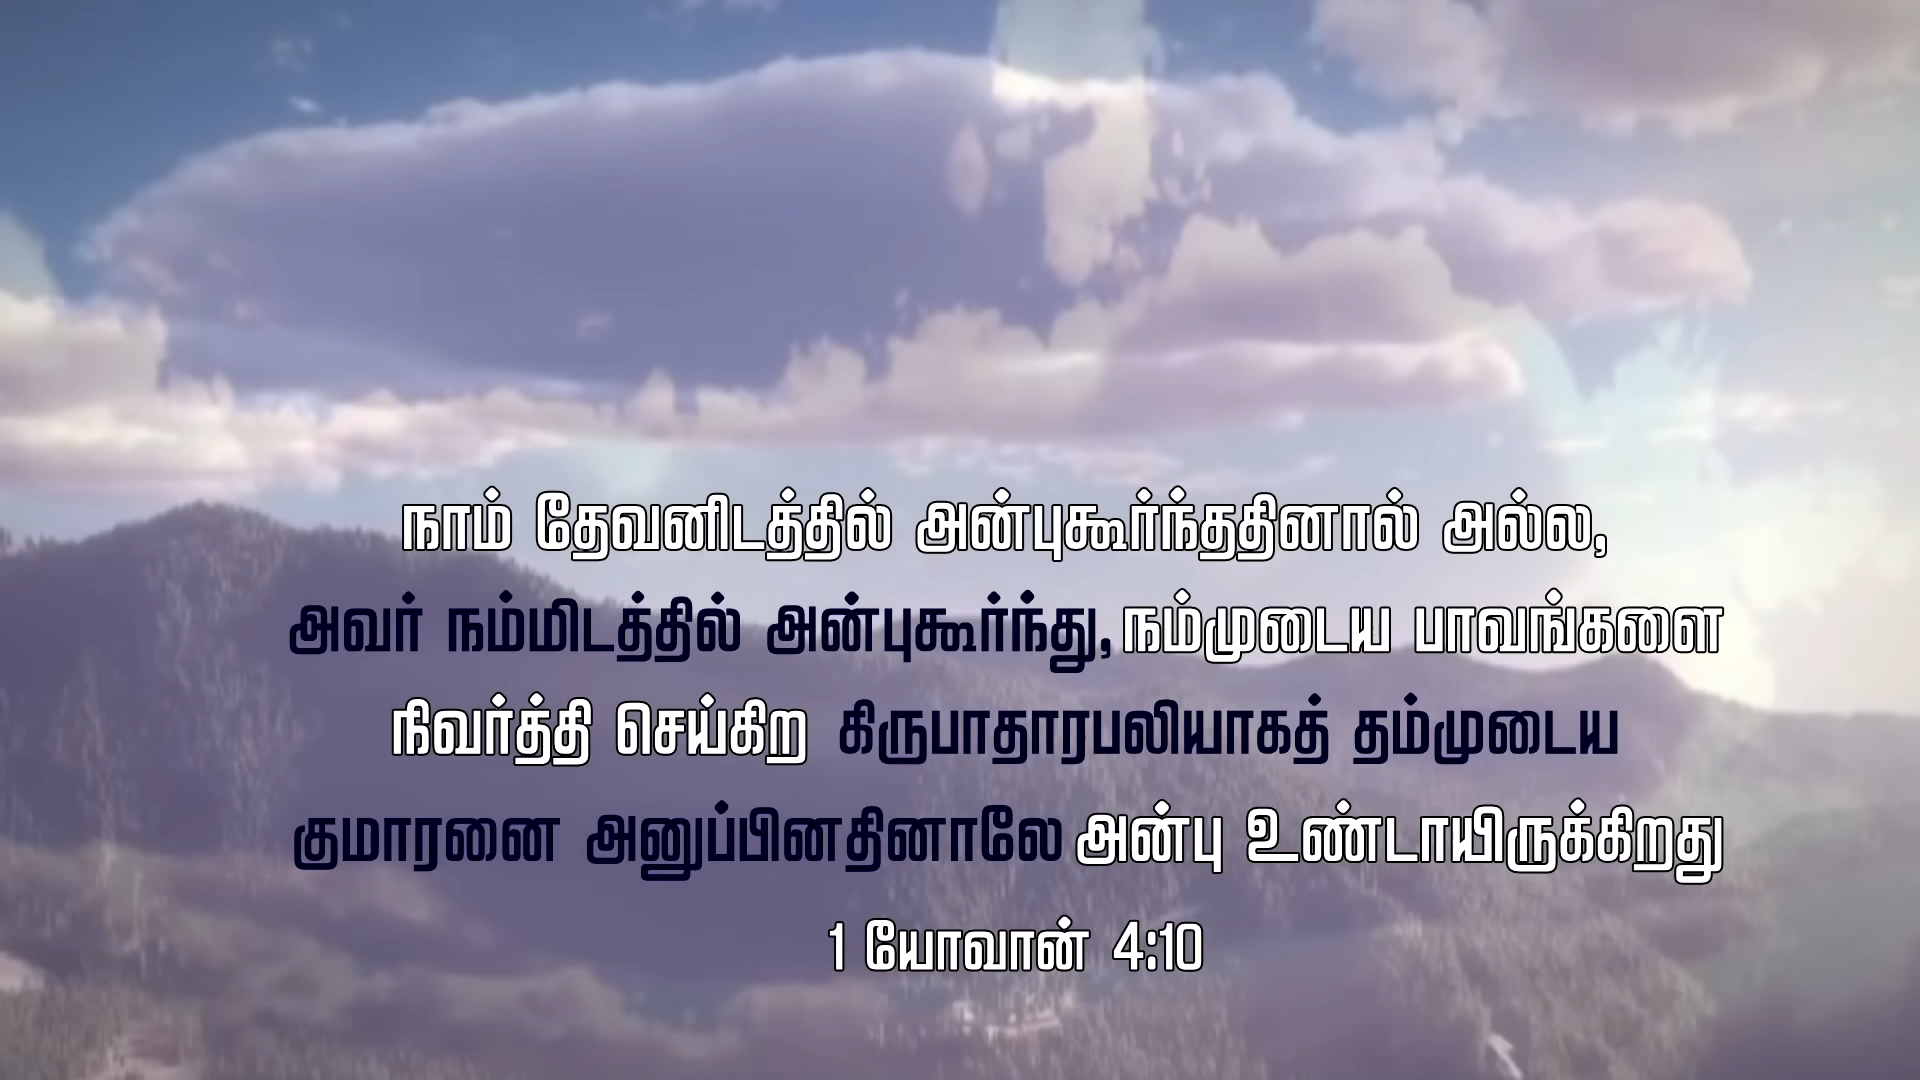 நாம் தேவனிடத்தில் அன்புகூர்ந்ததினால் அல்ல,
அவர் நம்மிடத்தில் அன்புகூர்ந்து, நம்முடைய பாவங்களை
நிவர்த்தி செய்கிற கிருபாதாரபலியாகத் தம்முடைய
குமாரனை அனுப்பினதினாலே அன்பு உண்டாயிருக்கிறது
1 யோவான் 4:10